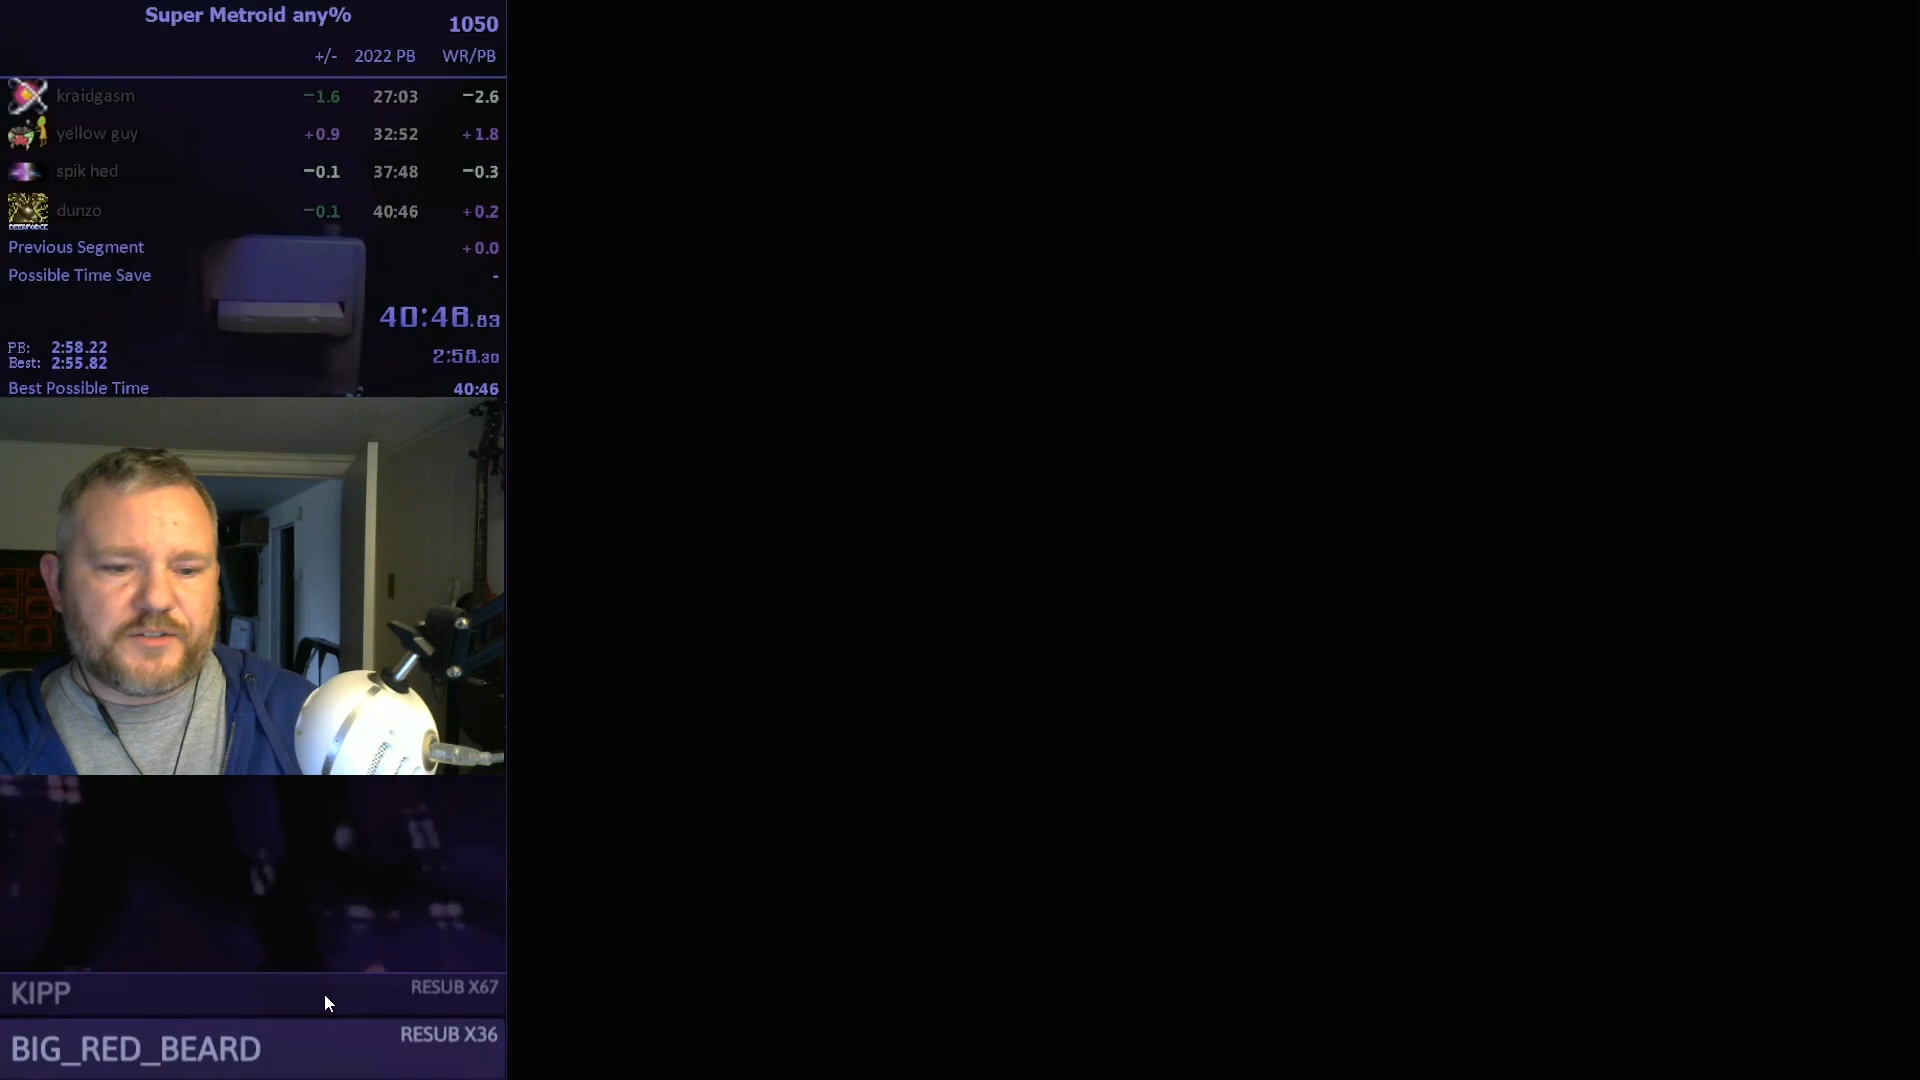 Super Metroid any%
1050
+/- 2022 PB WR/PB
kraidgasm −1.6 27:03 −2.6
yellow guy +0.9 32:52 +1.8
spik hed −0.1 37:48 −0.3
dunzo −0.1 40:46 +0.2
Previous Segment +0.0
Possible Time Save -
40:46.83
PB: 2:58.22
Best: 2:55.82
2:58.30
Best Possible Time 40:46
KIPP RESUB X67
BIG_RED_BEARD RESUB X36